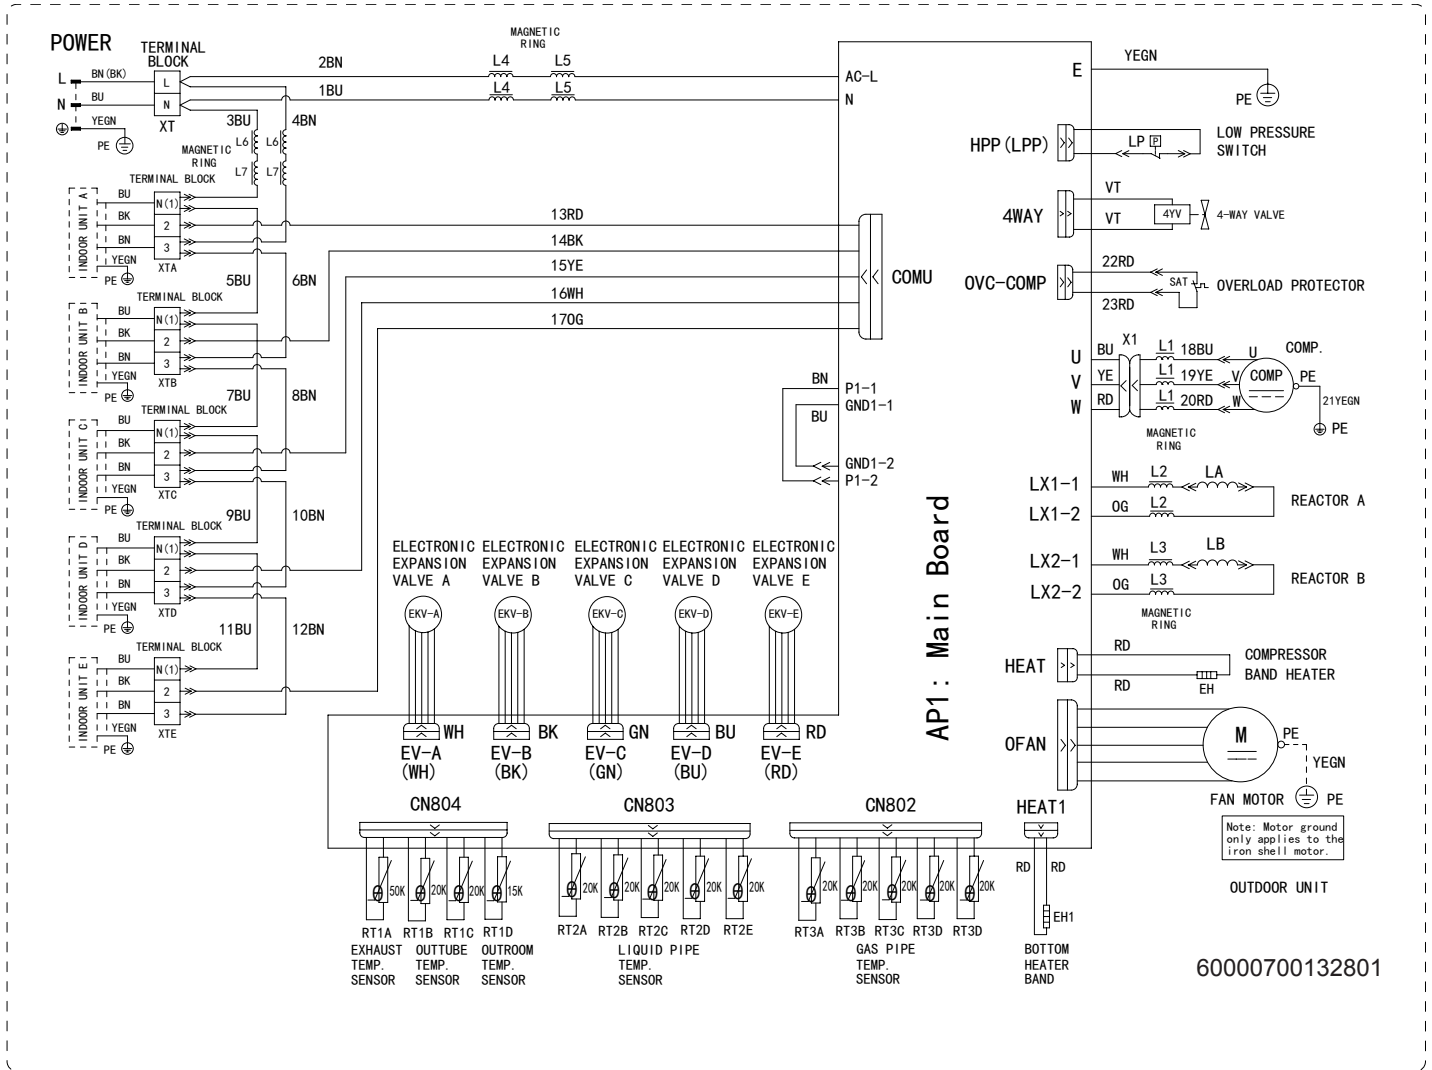 POWER
TERMINAL
BLOCK
L
BN(BK)
L
N
BU
N
YEGN
PE
XT
2BN
1BU
MAGNETIC
RING
L4
L5
L4
L5
AC-L
N
3BU
4BN
L6
L6
L7
L7
MAGNETIC
RING
TERMINAL BLOCK
INDOOR UNIT A
BU
BK
BN
YEGN
PE
N(1)
2
3
XTA
5BU
6BN
TERMINAL BLOCK
INDOOR UNIT B
BU
BK
BN
YEGN
PE
N(1)
2
3
XTB
7BU
8BN
TERMINAL BLOCK
INDOOR UNIT C
BU
BK
BN
YEGN
PE
N(1)
2
3
XTC
9BU
10BN
TERMINAL BLOCK
INDOOR UNIT D
BU
BK
BN
YEGN
PE
N(1)
2
3
XTD
11BU
12BN
TERMINAL BLOCK
INDOOR UNIT E
BU
BK
BN
YEGN
PE
N(1)
2
3
XTE
13RD
14BK
15YE
16WH
17OG
COMU
BN
P1-1
GND1-1
BU
GND1-2
P1-2
AP1: Main Board
ELECTRONIC
EXPANSION
VALVE A
ELECTRONIC
EXPANSION
VALVE B
ELECTRONIC
EXPANSION
VALVE C
ELECTRONIC
EXPANSION
VALVE D
ELECTRONIC
EXPANSION
VALVE E
EKV-A
EKV-B
EKV-C
EKV-D
EKV-E
WH
BK
GN
BU
RD
EV-A
(WH)
EV-B
(BK)
EV-C
(GN)
EV-D
(BU)
EV-E
(RD)
CN804
CN803
CN802
HEAT1
50K
20K
20K
15K
20K
20K
20K
20K
20K
20K
20K
20K
20K
20K
RD
RD
EH1
RT1A
RT1B
RT1C
RT1D
RT2A
RT2B
RT2C
RT2D
RT2E
RT3A
RT3B
RT3C
RT3D
RT3D
EXHAUST
TEMP.
SENSOR
OUTTUBE
TEMP.
SENSOR
OUTROOM
TEMP.
SENSOR
LIQUID PIPE
TEMP.
SENSOR
GAS PIPE
TEMP.
SENSOR
BOTTOM
HEATER
BAND
E
YEGN
PE
HPP(LPP)
LP
P
LOW PRESSURE
SWITCH
4WAY
VT
VT
4YV
4-WAY VALVE
OVC-COMP
22RD
23RD
SAT
OVERLOAD PROTECTOR
U
V
W
BU
YE
RD
X1
L1
18BU
L1
19YE
L1
20RD
U
V
W
COMP
COMP.
PE
21YEGN
PE
MAGNETIC
RING
LX1-1
LX1-2
WH
OG
L2
L2
LA
REACTOR A
LX2-1
LX2-2
WH
OG
L3
L3
LB
REACTOR B
MAGNETIC
RING
HEAT
RD
RD
EH
COMPRESSOR
BAND HEATER
OFAN
M
PE
YEGN
FAN MOTOR
PE
Note: Motor ground
only applies to the
iron shell motor.
OUTDOOR UNIT
60000700132801